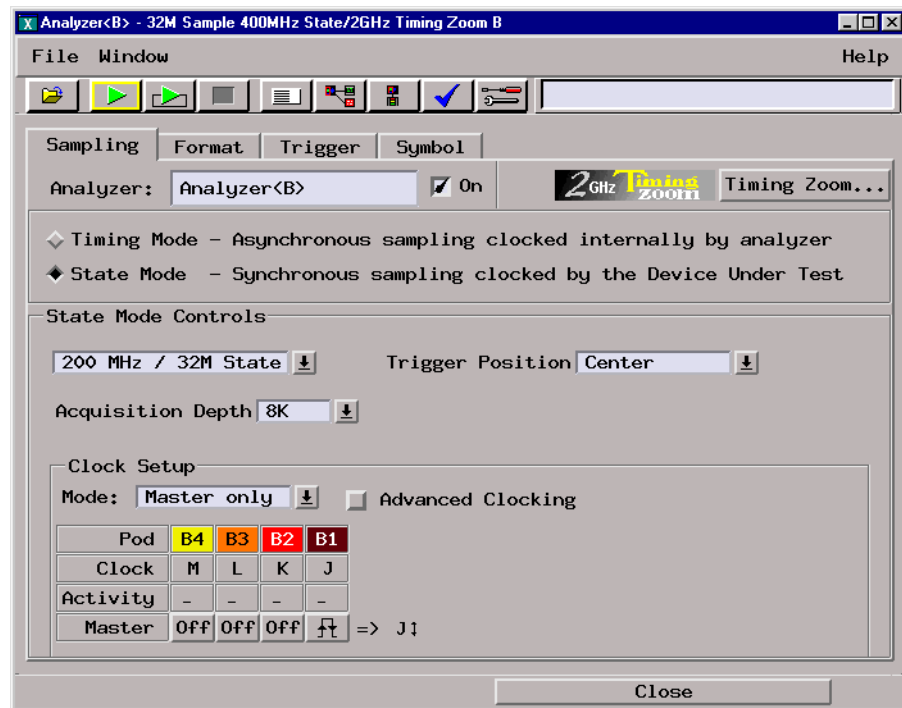 Analyzer<B> - 32M Sample 400MHz State/2GHz Timing Zoom B
File Window Help
Sampling Format Trigger Symbol
Analyzer: Analyzer<B> On 2GHz Timing zoom Timing Zoom...
Timing Mode - Asynchronous sampling clocked internally by analyzer
State Mode - Synchronous sampling clocked by the Device Under Test
State Mode Controls
200 MHz / 32M State Trigger Position Center
Acquisition Depth 8K
Clock Setup
Mode: Master only Advanced Clocking
Pod B4 B3 B2 B1
Clock M L K J
Activity - - - -
Master Off Off Off => J↕
Close